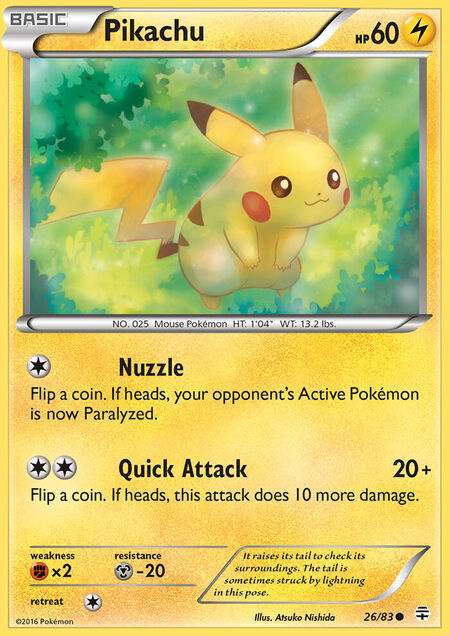 BASIC Pikachu HP60
NO. 025 Mouse Pokémon HT: 1'04" WT: 13.2 lbs.
Nuzzle
Flip a coin. If heads, your opponent's Active Pokémon
is now Paralyzed.
Quick Attack 20+
Flip a coin. If heads, this attack does 10 more damage.
weakness resistance
×2 -20
retreat
It raises its tail to check its
surroundings. The tail is
sometimes struck by lightning
in this pose.
©2016 Pokémon Illus. Atsuko Nishida 26/83